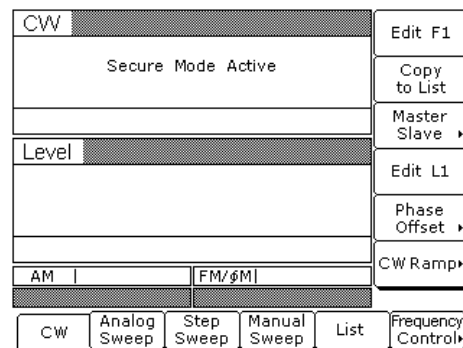 CW
Secure Mode Active
Level
AM
FM/ϕM
Edit F1
Copy
to List
Master
Slave
Edit L1
Phase
Offset
CW Ramp
CW
Analog
Sweep
Step
Sweep
Manual
Sweep
List
Frequency
Control